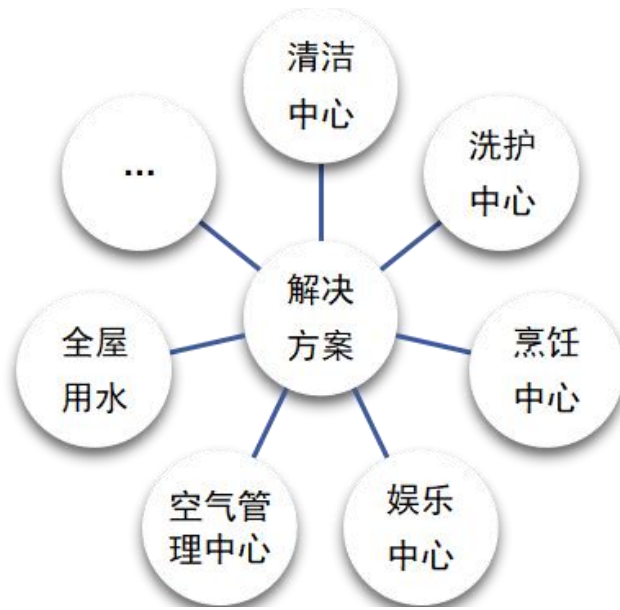 清洁
中心
洗护
中心
烹饪
中心
娱乐
中心
空气管
理中心
全屋
用水
...
解决
方案